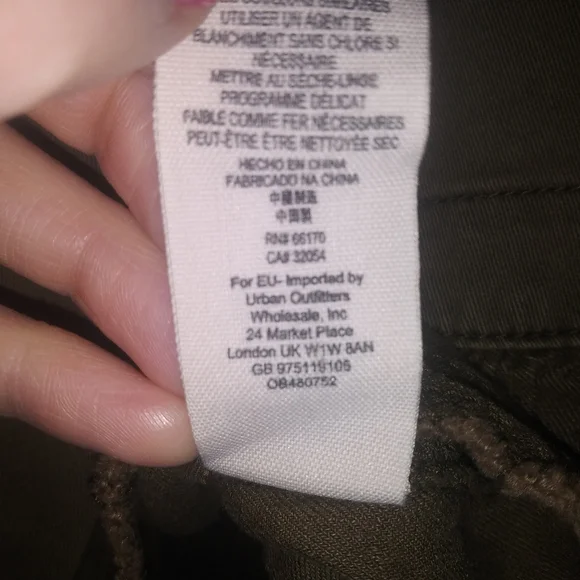 UTILISER UN AGENT DE
BLANCHIMENT SANS CHLORE SI
NÉCESSAIRE
METTRE AU SÈCHE-LINGE
PROGRAMME DÉLICAT
FAIBLE COMME FER NÉCESSAIRES
PEUT-ÊTRE ÊTRE NETTOYÉE SEC
HECHO EN CHINA
FABRICADO NA CHINA
中國製造
中国製
RN# 66170
CA# 32054
For EU- Imported by
Urban Outfitters
Wholesale, Inc
24 Market Place
London UK W1W 8AN
GB 975119105
OB480752